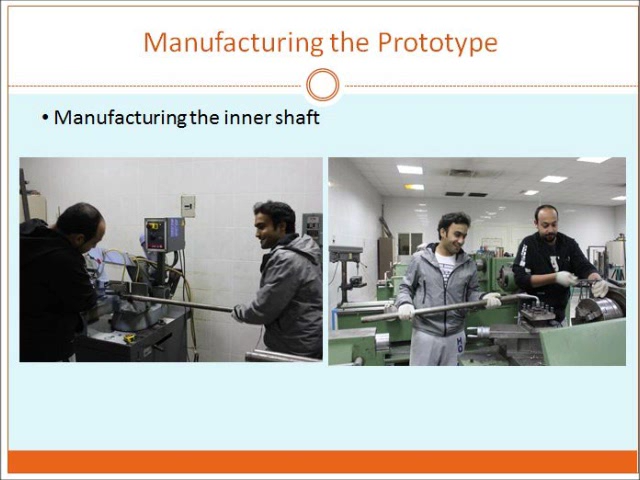 Manufacturing the Prototype
• Manufacturing the inner shaft